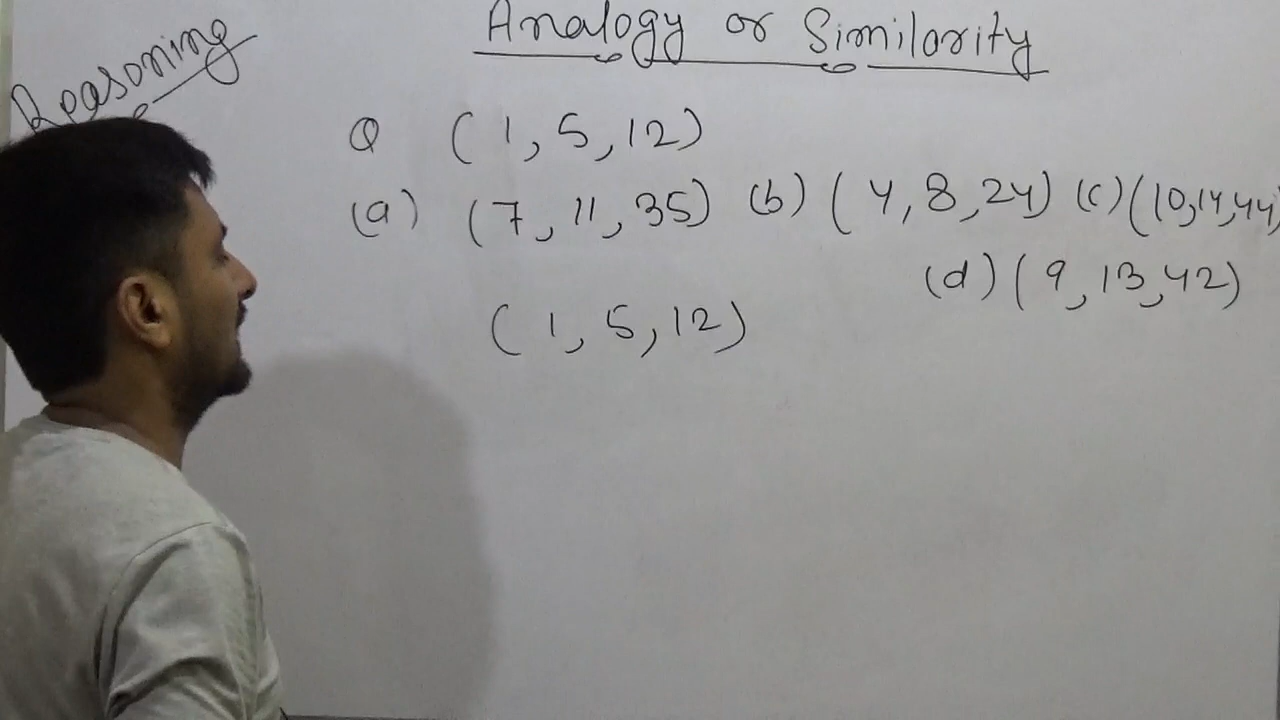 Reasoning
Analogy or Similarity
Q (1, 5, 12)
(a) (7, 11, 35) (b) (4, 8, 24) (c) (10, 14, 44)
(d) (9, 13, 42)
(1, 5, 12)